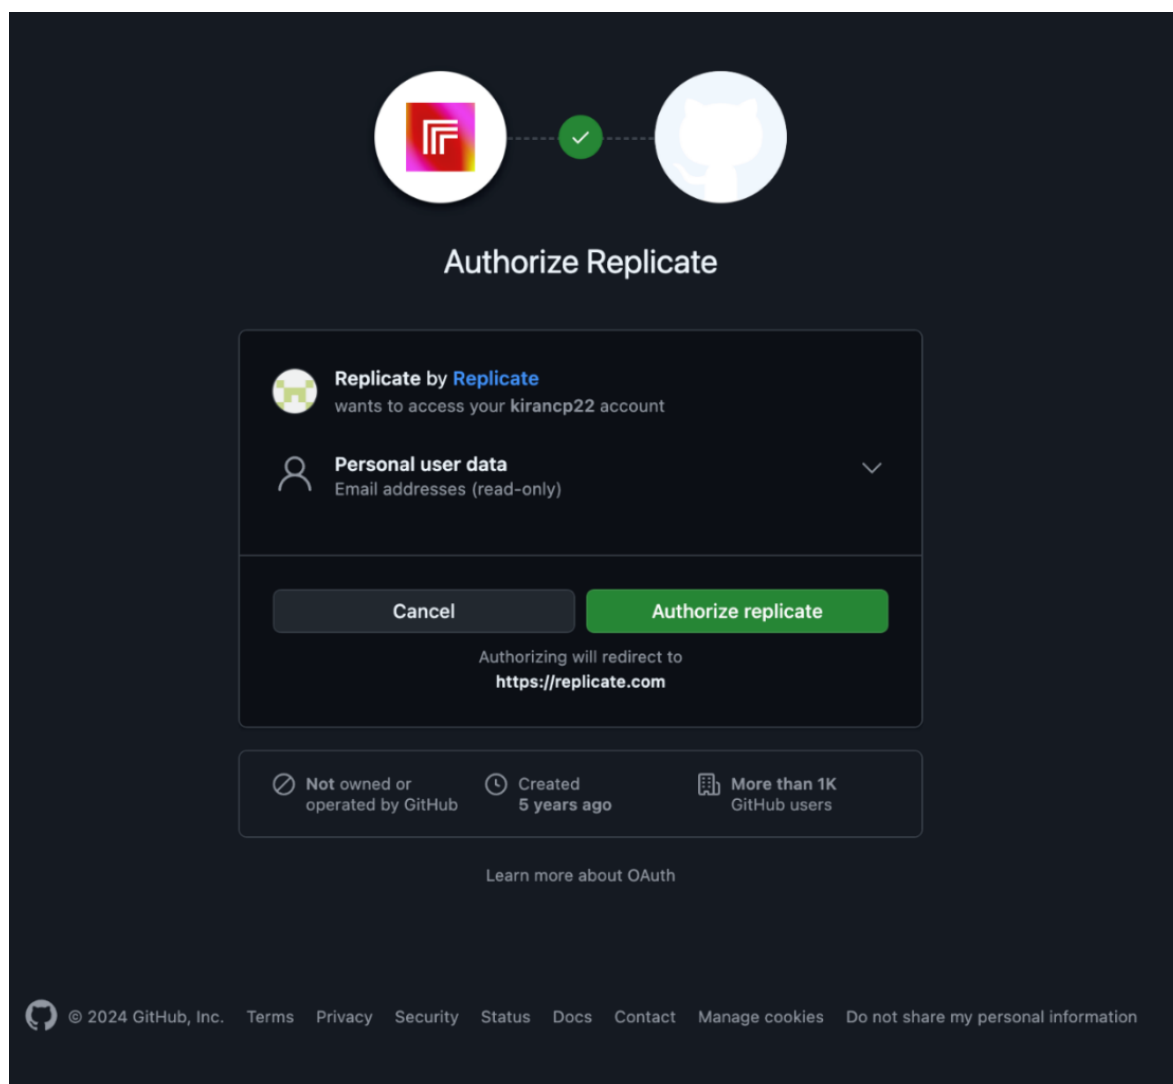 Authorize Replicate
Replicate by Replicate
wants to access your kirancp22 account
Personal user data
Email addresses (read-only)
Cancel
Authorize replicate
Authorizing will redirect to
https://replicate.com
Not owned or
operated by GitHub
Created
5 years ago
More than 1K
GitHub users
Learn more about OAuth
© 2024 GitHub, Inc. Terms Privacy Security Status Docs Contact Manage cookies Do not share my personal information